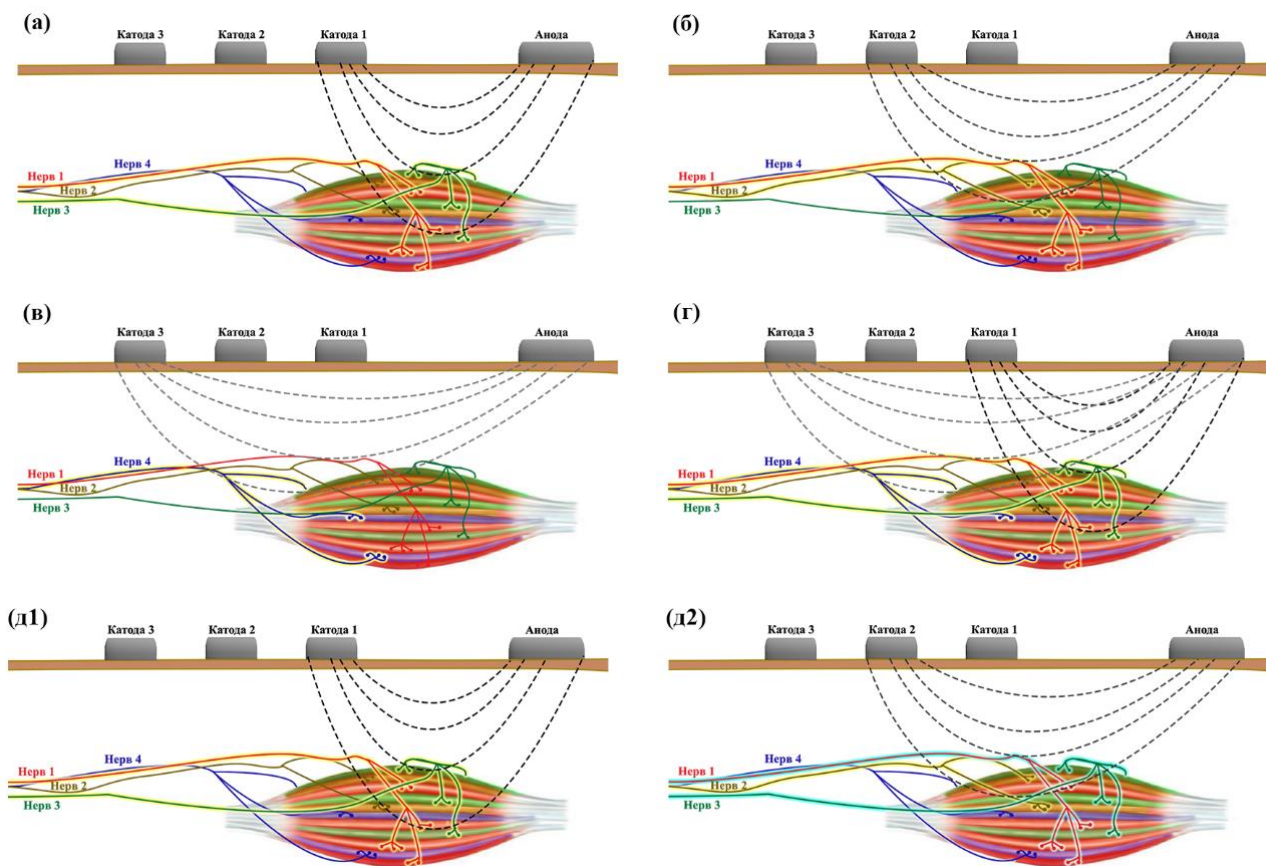 (а)
Катода 3 Катода 2 Катода 1 Анода
Нерв 4
Нерв 1
Нерв 2
Нерв 3
(б)
Катода 3 Катода 2 Катода 1 Анода
Нерв 4
Нерв 1
Нерв 2
Нерв 3
(в)
Катода 3 Катода 2 Катода 1 Анода
Нерв 4
Нерв 1
Нерв 2
Нерв 3
(г)
Катода 3 Катода 2 Катода 1 Анода
Нерв 4
Нерв 1
Нерв 2
Нерв 3
(д1)
Катода 3 Катода 2 Катода 1 Анода
Нерв 4
Нерв 1
Нерв 2
Нерв 3
(д2)
Катода 3 Катода 2 Катода 1 Анода
Нерв 4
Нерв 1
Нерв 2
Нерв 3